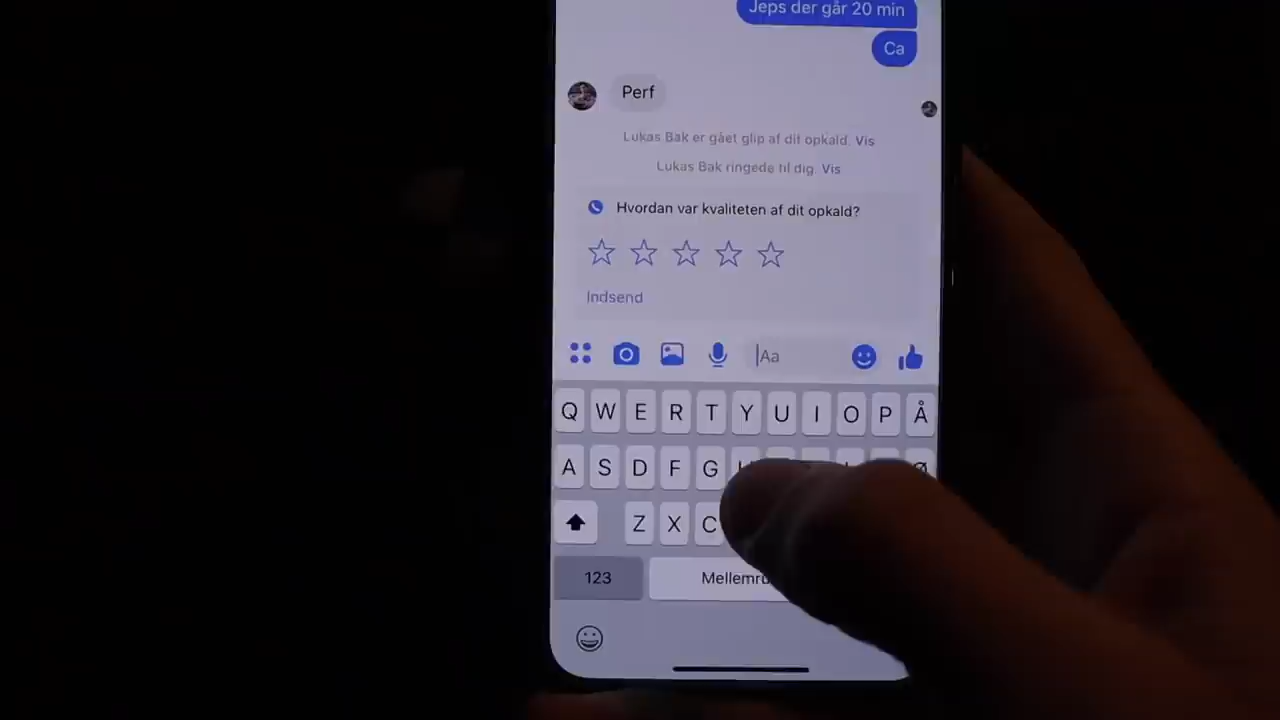 Jeps der går 20 min
Ca
Perf
Lukas Bak er gået glip af dit opkald. Vis
Lukas Bak ringede til dig. Vis
Hvordan var kvaliteten af dit opkald?
Indsend
Aa
Q W E R T Y U I O P Å
A S D F G
Z X C
123